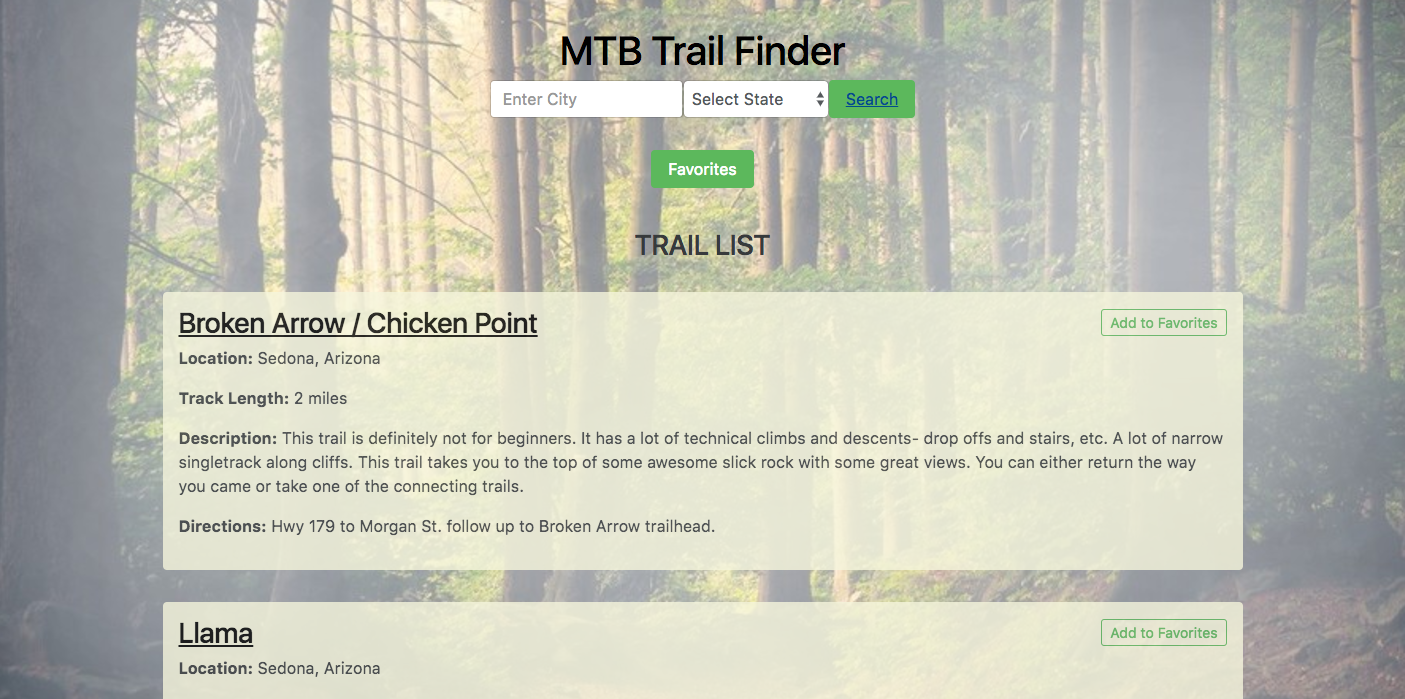 MTB Trail Finder
Enter City
Select State
Search
Favorites
TRAIL LIST
Broken Arrow / Chicken Point
Add to Favorites
Location: Sedona, Arizona
Track Length: 2 miles
Description: This trail is definitely not for beginners. It has a lot of technical climbs and descents- drop offs and stairs, etc. A lot of narrow
singletrack along cliffs. This trail takes you to the top of some awesome slick rock with some great views. You can either return the way
you came or take one of the connecting trails.
Directions: Hwy 179 to Morgan St. follow up to Broken Arrow trailhead.
Llama
Add to Favorites
Location: Sedona, Arizona